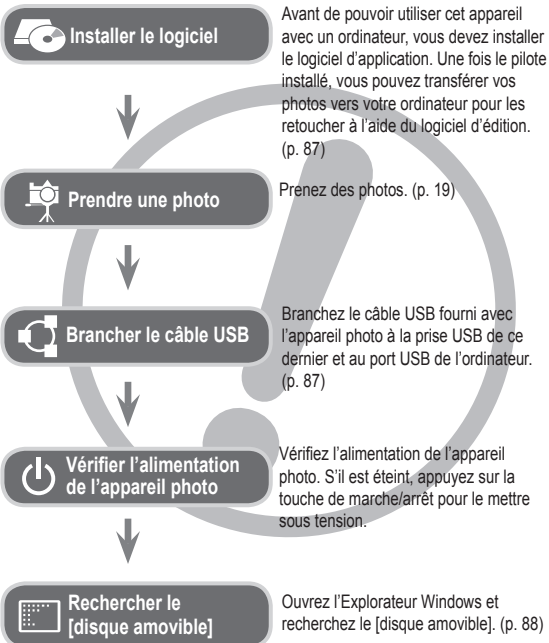 Installer le logiciel
Avant de pouvoir utiliser cet appareil
avec un ordinateur, vous devez installer
le logiciel d’application. Une fois le pilote
installé, vous pouvez transférer vos
photos vers votre ordinateur pour les
retoucher à l’aide du logiciel d’édition.
(p. 87)
Prendre une photo
Prenez des photos. (p. 19)
Brancher le câble USB
Branchez le câble USB fourni avec
l’appareil photo à la prise USB de ce
dernier et au port USB de l’ordinateur.
(p. 87)
Vérifier l’alimentation
de l’appareil photo
Vérifiez l’alimentation de l’appareil
photo. S’il est éteint, appuyez sur la
touche de marche/arrêt pour le mettre
sous tension.
Rechercher le
[disque amovible]
Ouvrez l’Explorateur Windows et
recherchez le [disque amovible]. (p. 88)